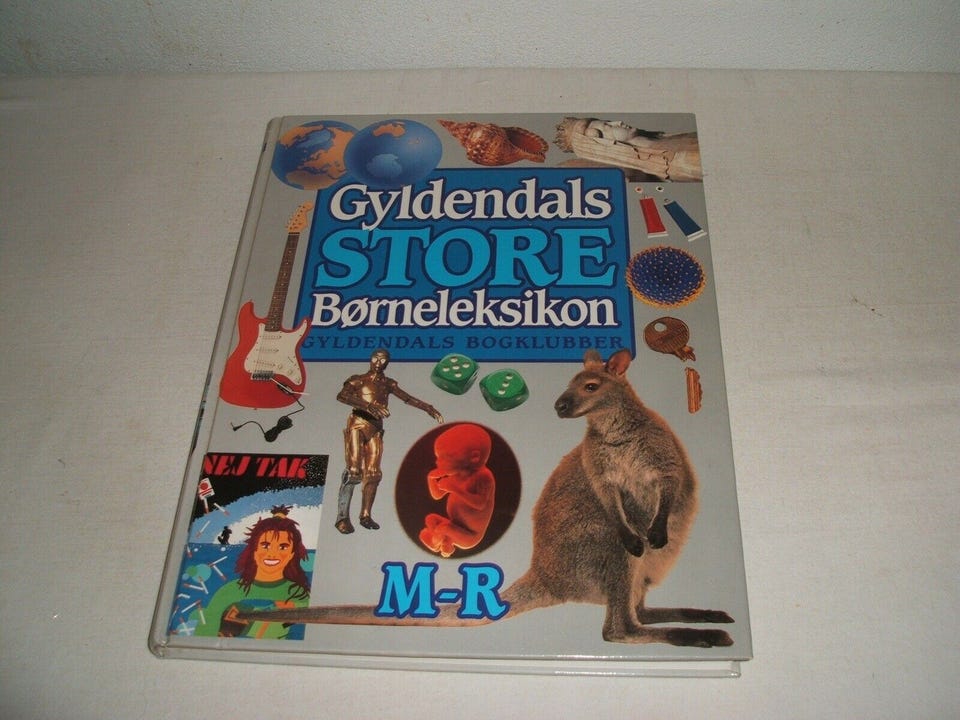 Gyldendals
STORE
Børneleksikon
GYLDENDALS BOGKLUBBER
NEJ TAK
M-R